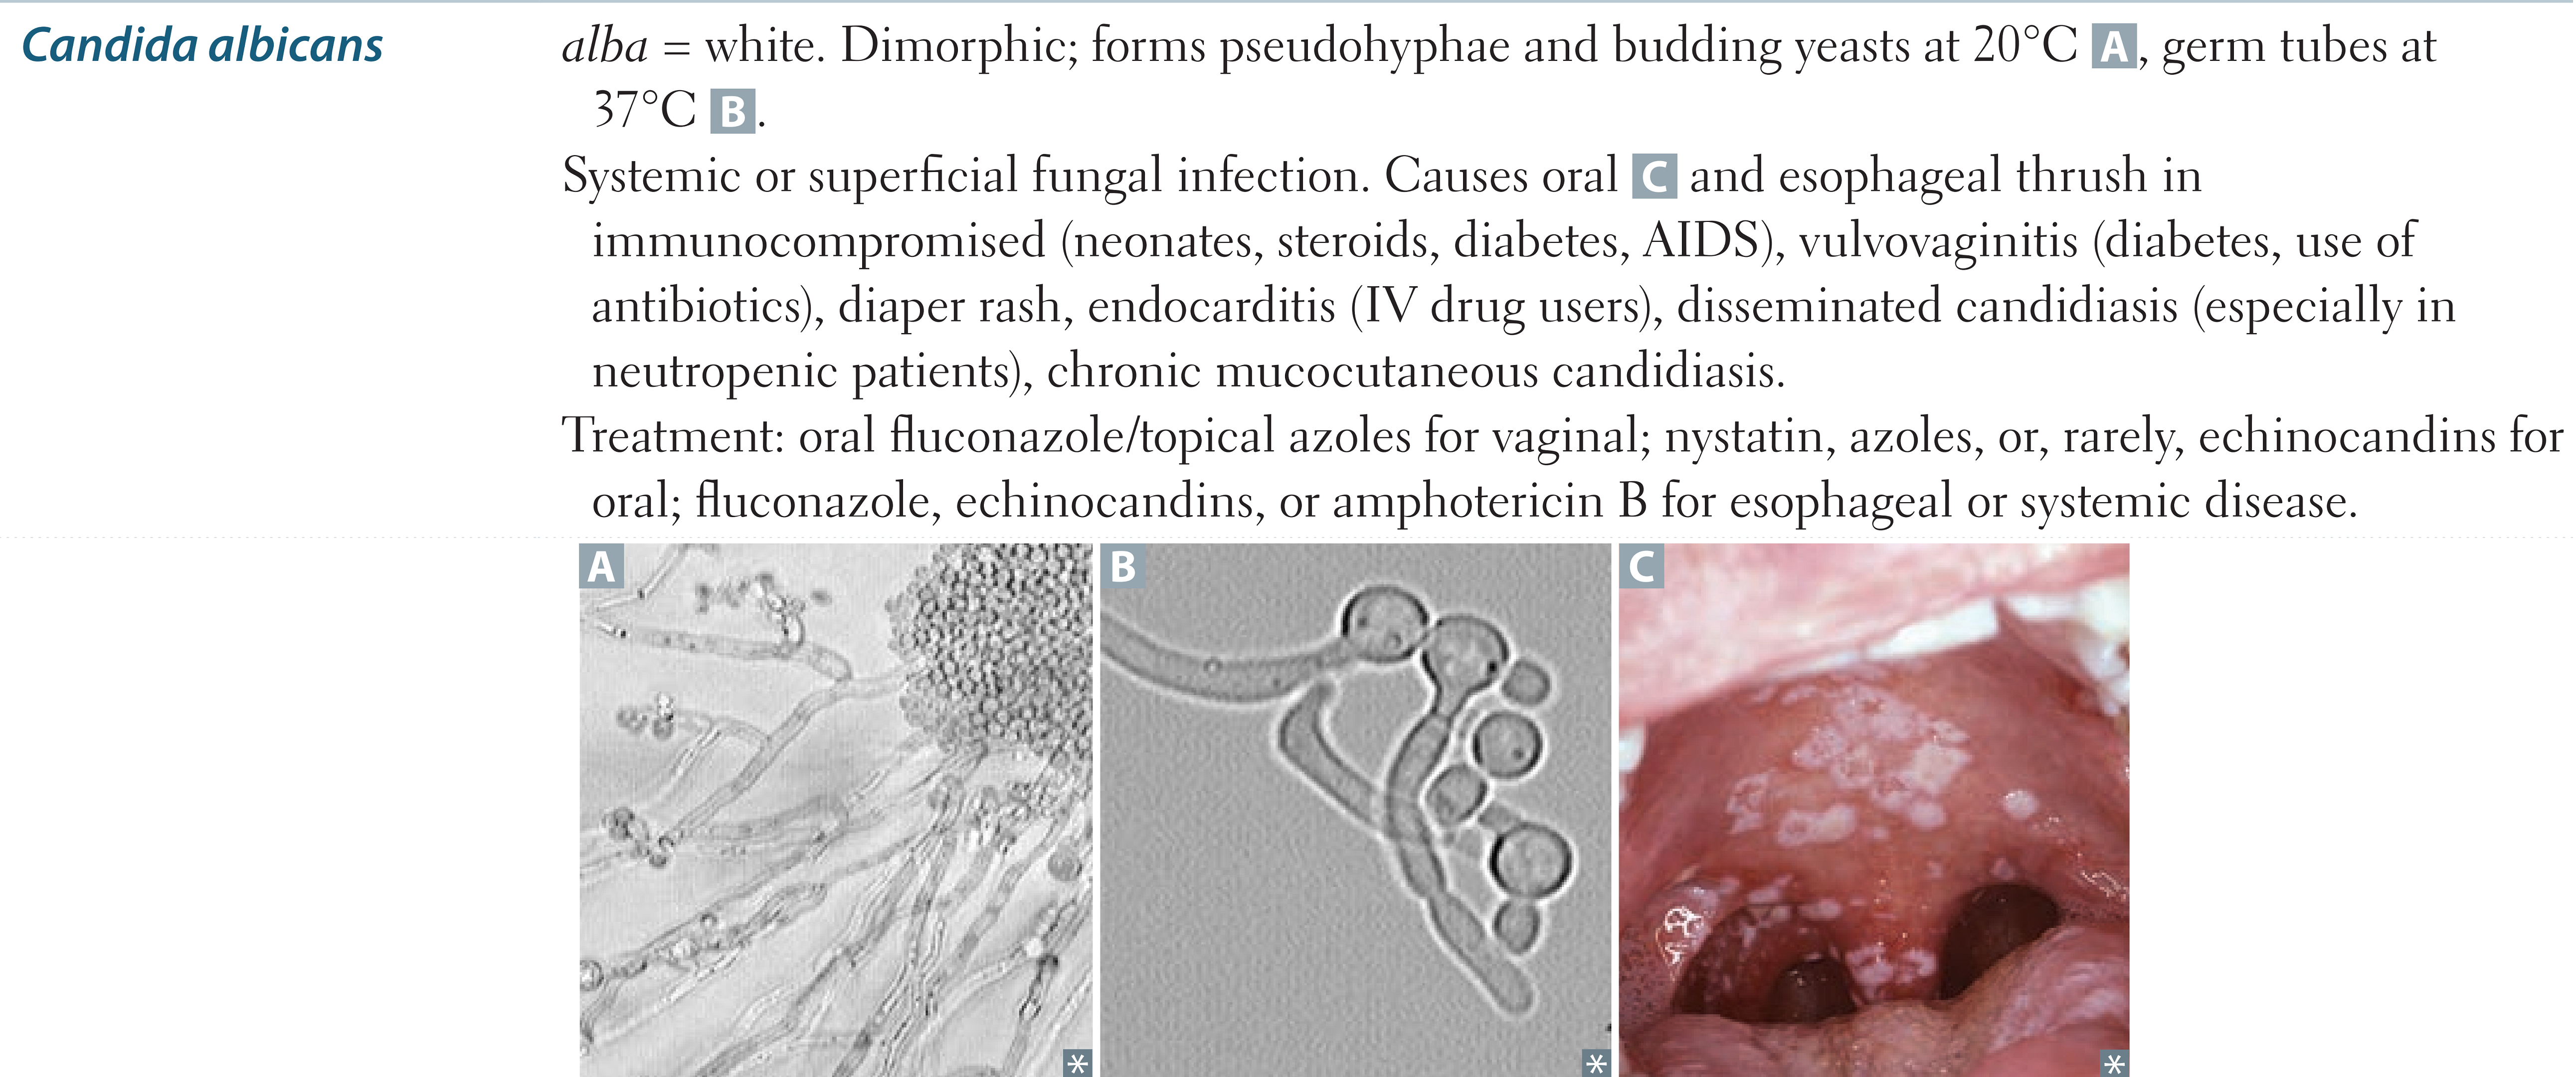 Candida albicans
alba = white. Dimorphic; forms pseudohyphae and budding yeasts at 20°C A, germ tubes at
37°C B.
Systemic or superficial fungal infection. Causes oral C and esophageal thrush in
immunocompromised (neonates, steroids, diabetes, AIDS), vulvovaginitis (diabetes, use of
antibiotics), diaper rash, endocarditis (IV drug users), disseminated candidiasis (especially in
neutropenic patients), chronic mucocutaneous candidiasis.
Treatment: oral fluconazole/topical azoles for vaginal; nystatin, azoles, or, rarely, echinocandins for
oral; fluconazole, echinocandins, or amphotericin B for esophageal or systemic disease.
A
B
C
*
*
*